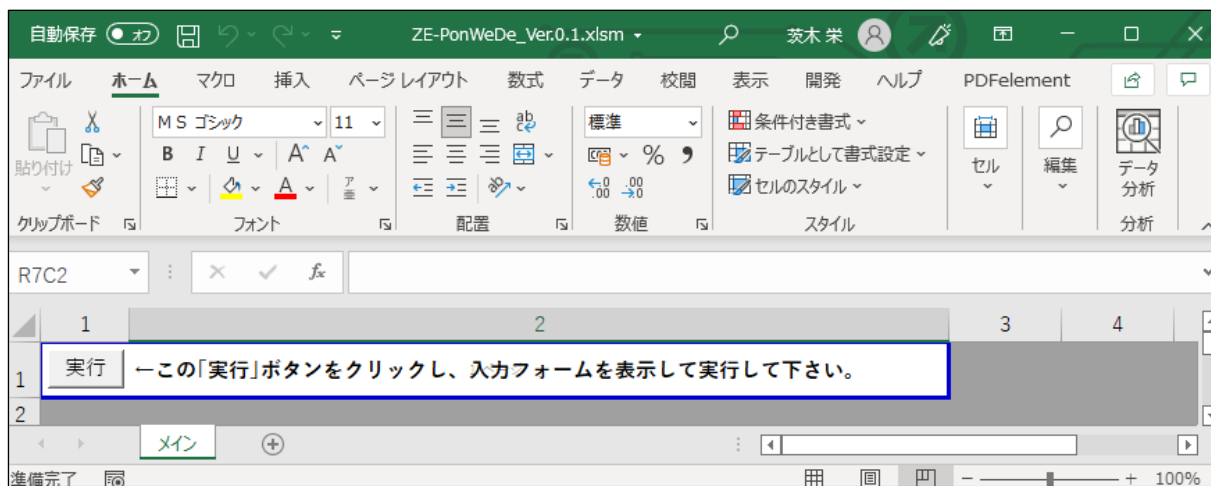 自動保存 オフ ZE-PonWeDe_Ver.0.1.xlsm 茨木 栄
ファイル ホーム マクロ 挿入 ページ レイアウト 数式 データ 校閲 表示 開発 ヘルプ PDFelement
貼り付け
MS ゴシック 11
B I U A A
ab
標準
% 9
条件付き書式
テーブルとして書式設定
セルのスタイル
セル
編集
データ
分析
クリップボード フォント 配置 数値 スタイル 分析
R7C2 fx
1 2 3 4
1 実行 ←この「実行」ボタンをクリックし、入力フォームを表示して実行して下さい。
2
メイン
準備完了 100%